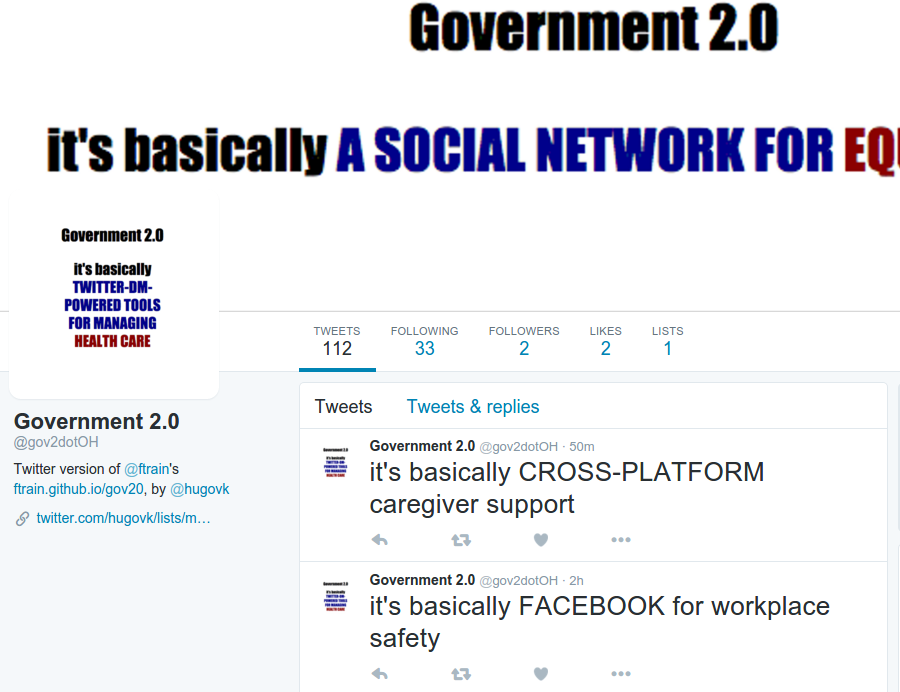 Government 2.0
it's basically A SOCIAL NETWORK FOR
Government 2.0
it's basically
TWITTER-DM-
POWERED TOOLS
FOR MANAGING
HEALTH CARE
TWEETS FOLLOWING FOLLOWERS LIKES LISTS
112 33 2 2 1
Government 2.0
@gov2dotOH
Twitter version of @ftrain's
ftrain.github.io/gov20, by @hugovk
twitter.com/hugovk/lists/m…
Tweets Tweets & replies
Government 2.0 @gov2dotOH · 50m
it's basically CROSS-PLATFORM
caregiver support
Government 2.0 @gov2dotOH · 2h
it's basically FACEBOOK for workplace
safety